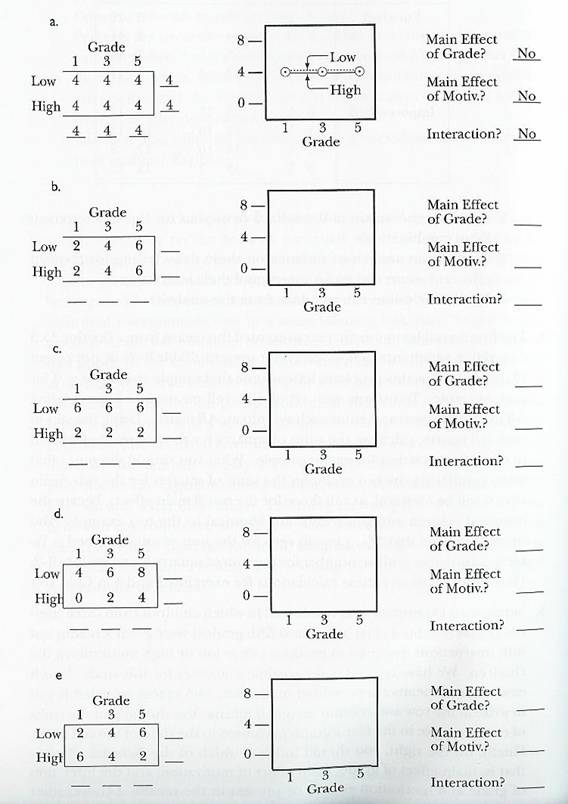 a.
Grade
1 3 5
Low 4 4 4 4
High 4 4 4 4
4 4 4
8
4
0
Low
High
1 3 5
Grade
Main Effect
of Grade? No
Main Effect
of Motiv.? No
Interaction? No
b.
Grade
1 3 5
Low 2 4 6
High 2 4 6
8
4
0
1 3 5
Grade
Main Effect
of Grade?
Main Effect
of Motiv.?
Interaction?
c.
Grade
1 3 5
Low 6 6 6
High 2 2 2
8
4
0
1 3 5
Grade
Main Effect
of Grade?
Main Effect
of Motiv.?
Interaction?
d.
Grade
1 3 5
Low 4 6 8
High 0 2 4
8
4
0
1 3 5
Grade
Main Effect
of Grade?
Main Effect
of Motiv.?
Interaction?
e
Grade
1 3 5
Low 2 4 6
High 6 4 2
8
4
0
1 3 5
Grade
Main Effect
of Grade?
Main Effect
of Motiv.?
Interaction?